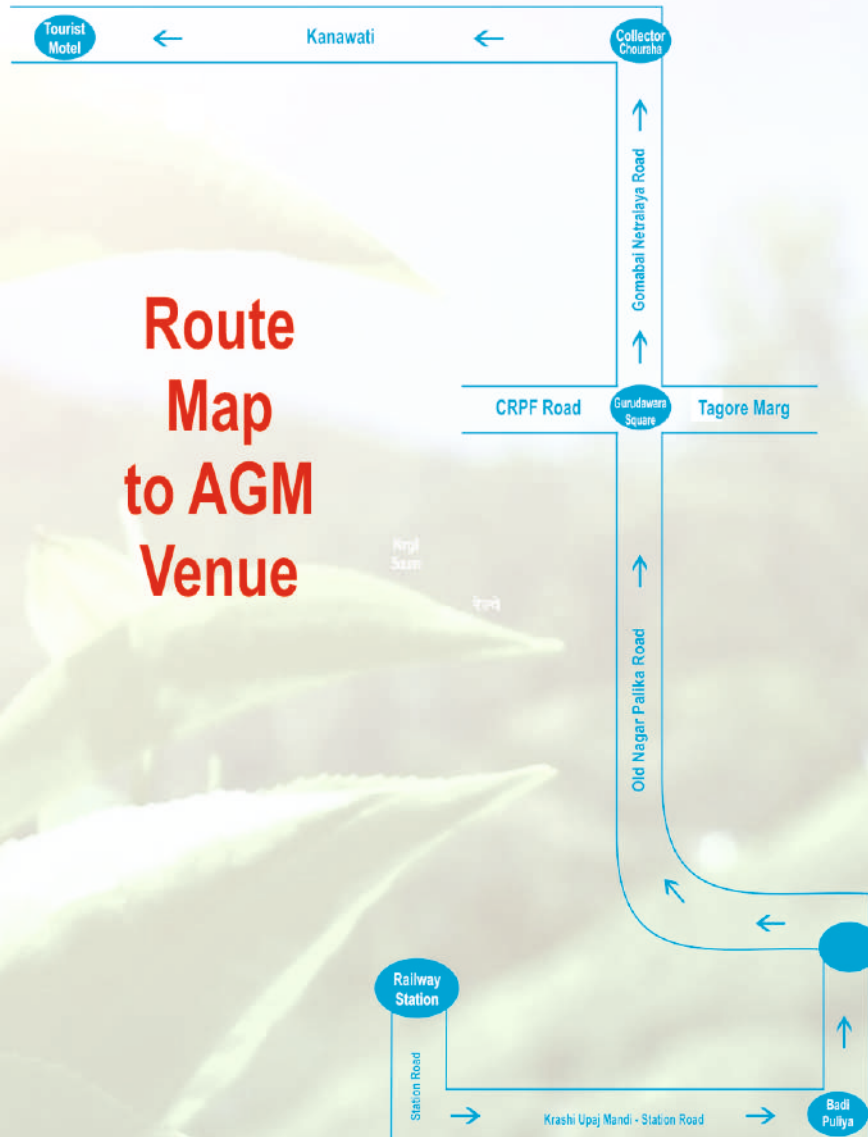 Tourist
Motel
Kanawati
Collector
Chouraha
Gomabai Netralaya Road
Route
Map
to AGM
Venue
CRPF Road
Gurudawara
Square
Tagore Marg
Old Nagar Palika Road
Railway
Station
Station Road
Krashi Upaj Mandi - Station Road
Badi
Puliya